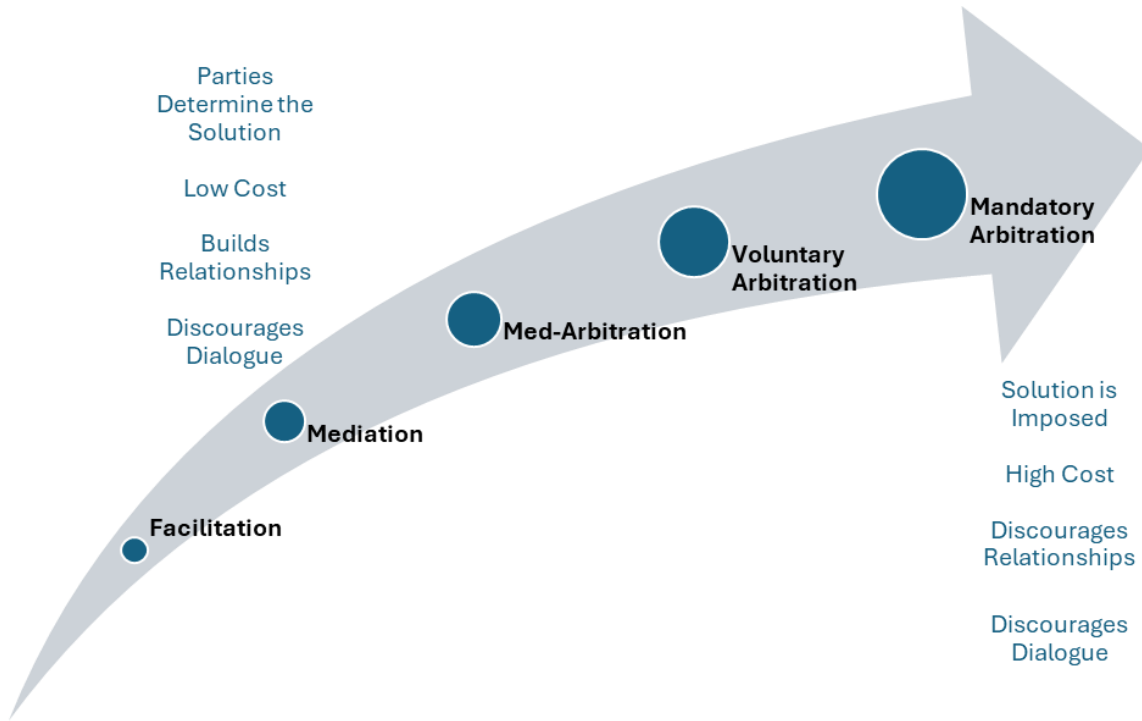 Parties
Determine the
Solution
Low Cost
Builds
Relationships
Discourages
Dialogue
Facilitation
Mediation
Med-Arbitration
Voluntary
Arbitration
Mandatory
Arbitration
Solution is
Imposed
High Cost
Discourages
Relationships
Discourages
Dialogue